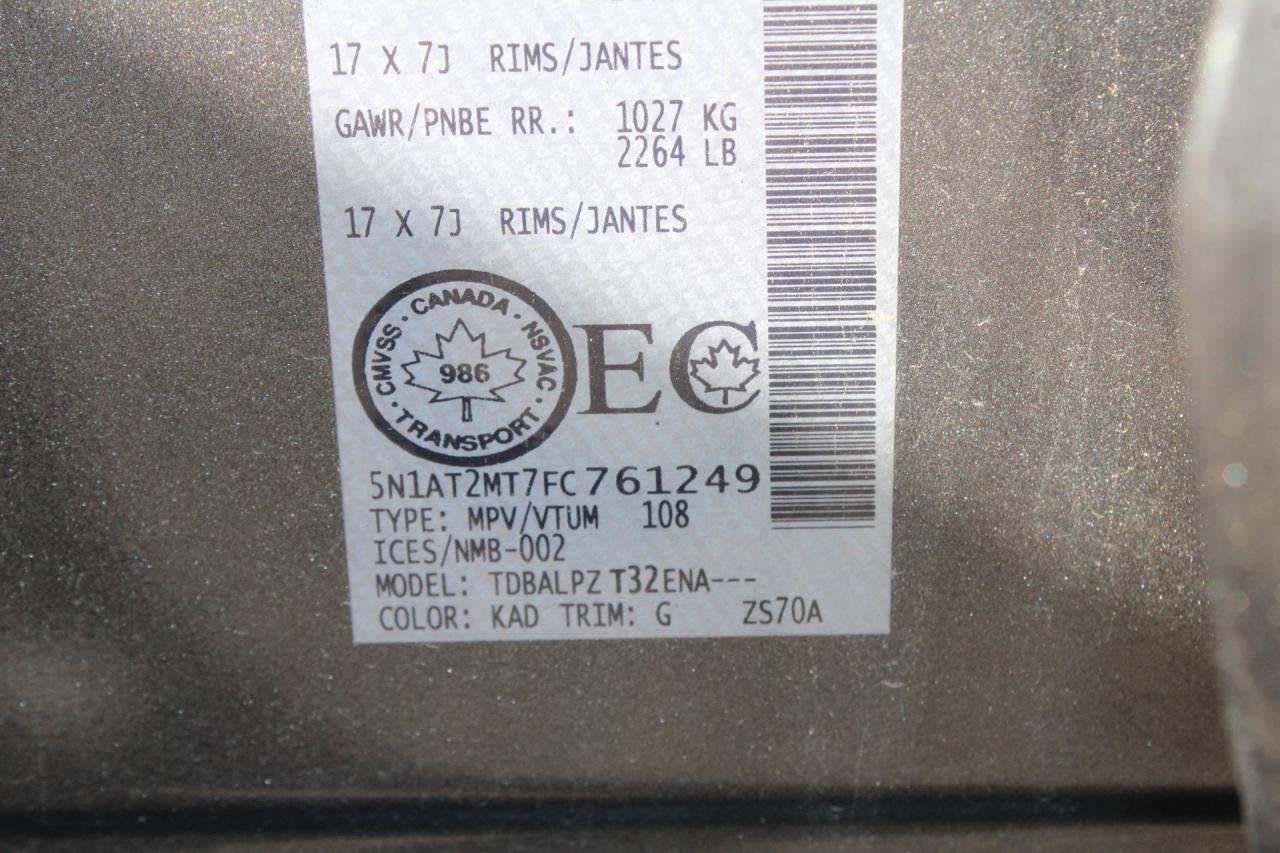 17 X 7J RIMS/JANTES
GAWR/PNBE RR.: 1027 KG
2264 LB
17 X 7J RIMS/JANTES
CANADA · NSVAC · TRANSPORT · CMVSS ·
986
EC
5N1AT2MT7FC761249
TYPE: MPV/VTUM 108
ICES/NMB-002
MODEL: TDBALPZ T32ENA---
COLOR: KAD TRIM: G ZS70A